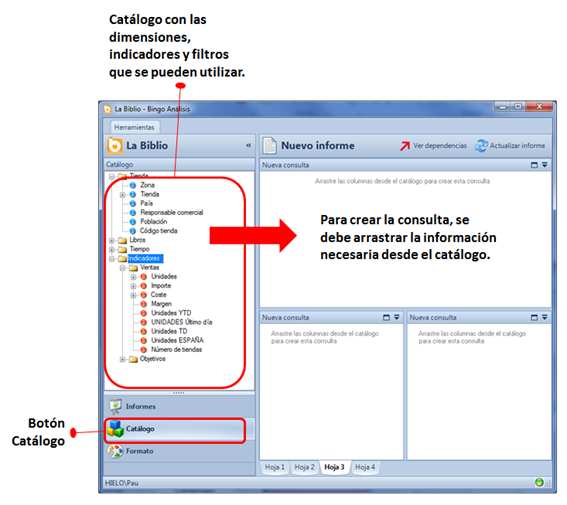 Catálogo con las
dimensiones,
indicadores y filtros
que se pueden utilizar.
La Biblio - Bingo Análisis
Herramientas
La Biblio «
Nuevo informe
Ver dependencias
Actualizar informe
Catálogo
Nueva consulta
Tienda
Zona
Tienda
País
Responsable comercial
Población
Código tienda
Libros
Tiempo
Indicadores
Ventas
Unidades
Importe
Coste
Margen
Unidades YTD
UNIDADES Último día
Unidades TD
Unidades ESPAÑA
Número de tiendas
Objetivos
Arrastre las columnas desde el catálogo para crear esta consulta
Para crear la consulta, se
debe arrastrar la información
necesaria desde el catálogo.
Nueva consulta
Arrastre las columnas desde el catálogo
para crear esta consulta
Nueva consulta
Arrastre las columnas desde el catálogo
para crear esta consulta
Informes
Botón
Catálogo
Catálogo
Formato
Hoja 1 Hoja 2 Hoja 3 Hoja 4
HIELO\Pau